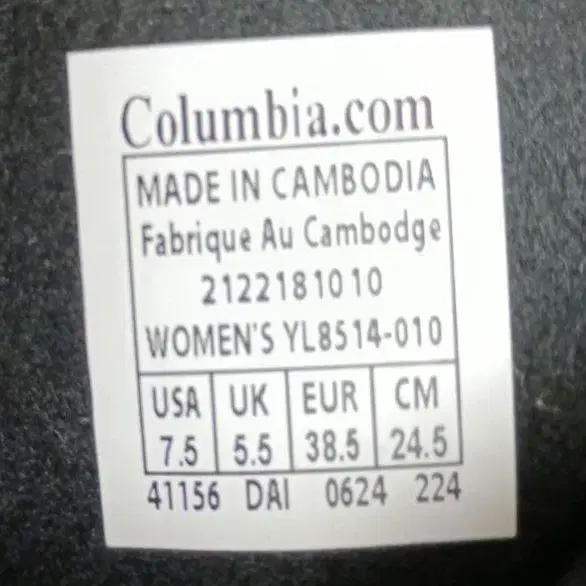 Columbia.com
MADE IN CAMBODIA
Fabrique Au Cambodge
2122181010
WOMEN'S YL8514-010
USA UK EUR CM
7.5 5.5 38.5 24.5
41156 DAI 0624 224